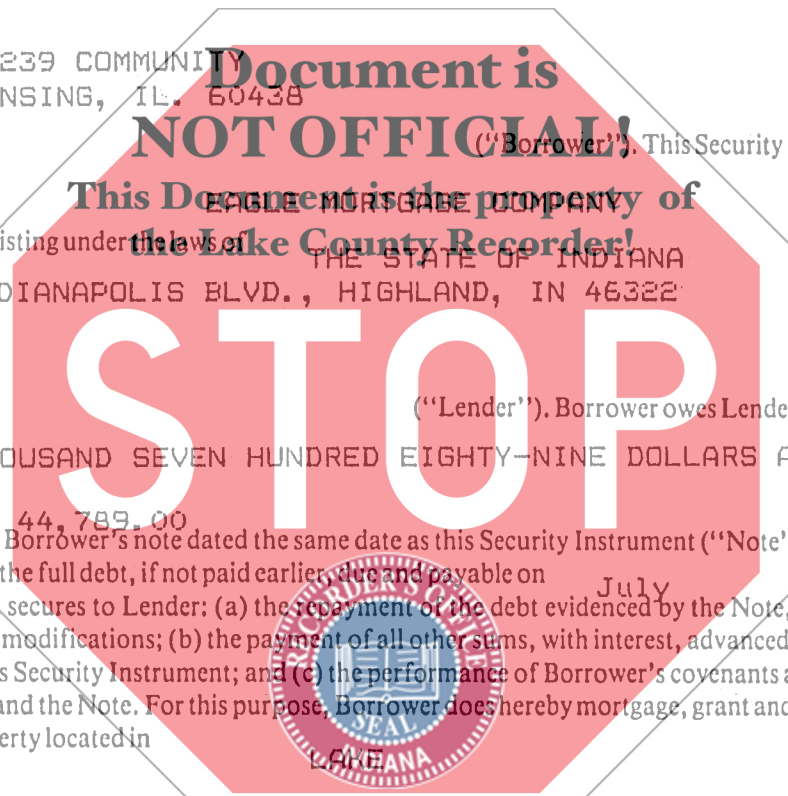 239 COMMUNITY
NSING, IL. 60438
Document is
NOT OFFICIAL!
("Borrower"). This Security
This Document is the property of
EAGLE MORTGAGE COMPANY
isting under the laws of
the Lake County Recorder!
THE STATE OF INDIANA
DIANAPOLIS BLVD., HIGHLAND, IN 46322
STOP
("Lender"). Borrower owes Lende
OUSAND SEVEN HUNDRED EIGHTY-NINE DOLLARS A
44,789.00
Borrower's note dated the same date as this Security Instrument ("Note"
the full debt, if not paid earlier, due and payable on July
secures to Lender: (a) the repayment of the debt evidenced by the Note,
modifications; (b) the payment of all other sums, with interest, advanced
s Security Instrument; and (c) the performance of Borrower's covenants a
and the Note. For this purpose, Borrower does hereby mortgage, grant and
erty located in
LAKE
RECORDER'S OFFICE
SEAL
INDIANA